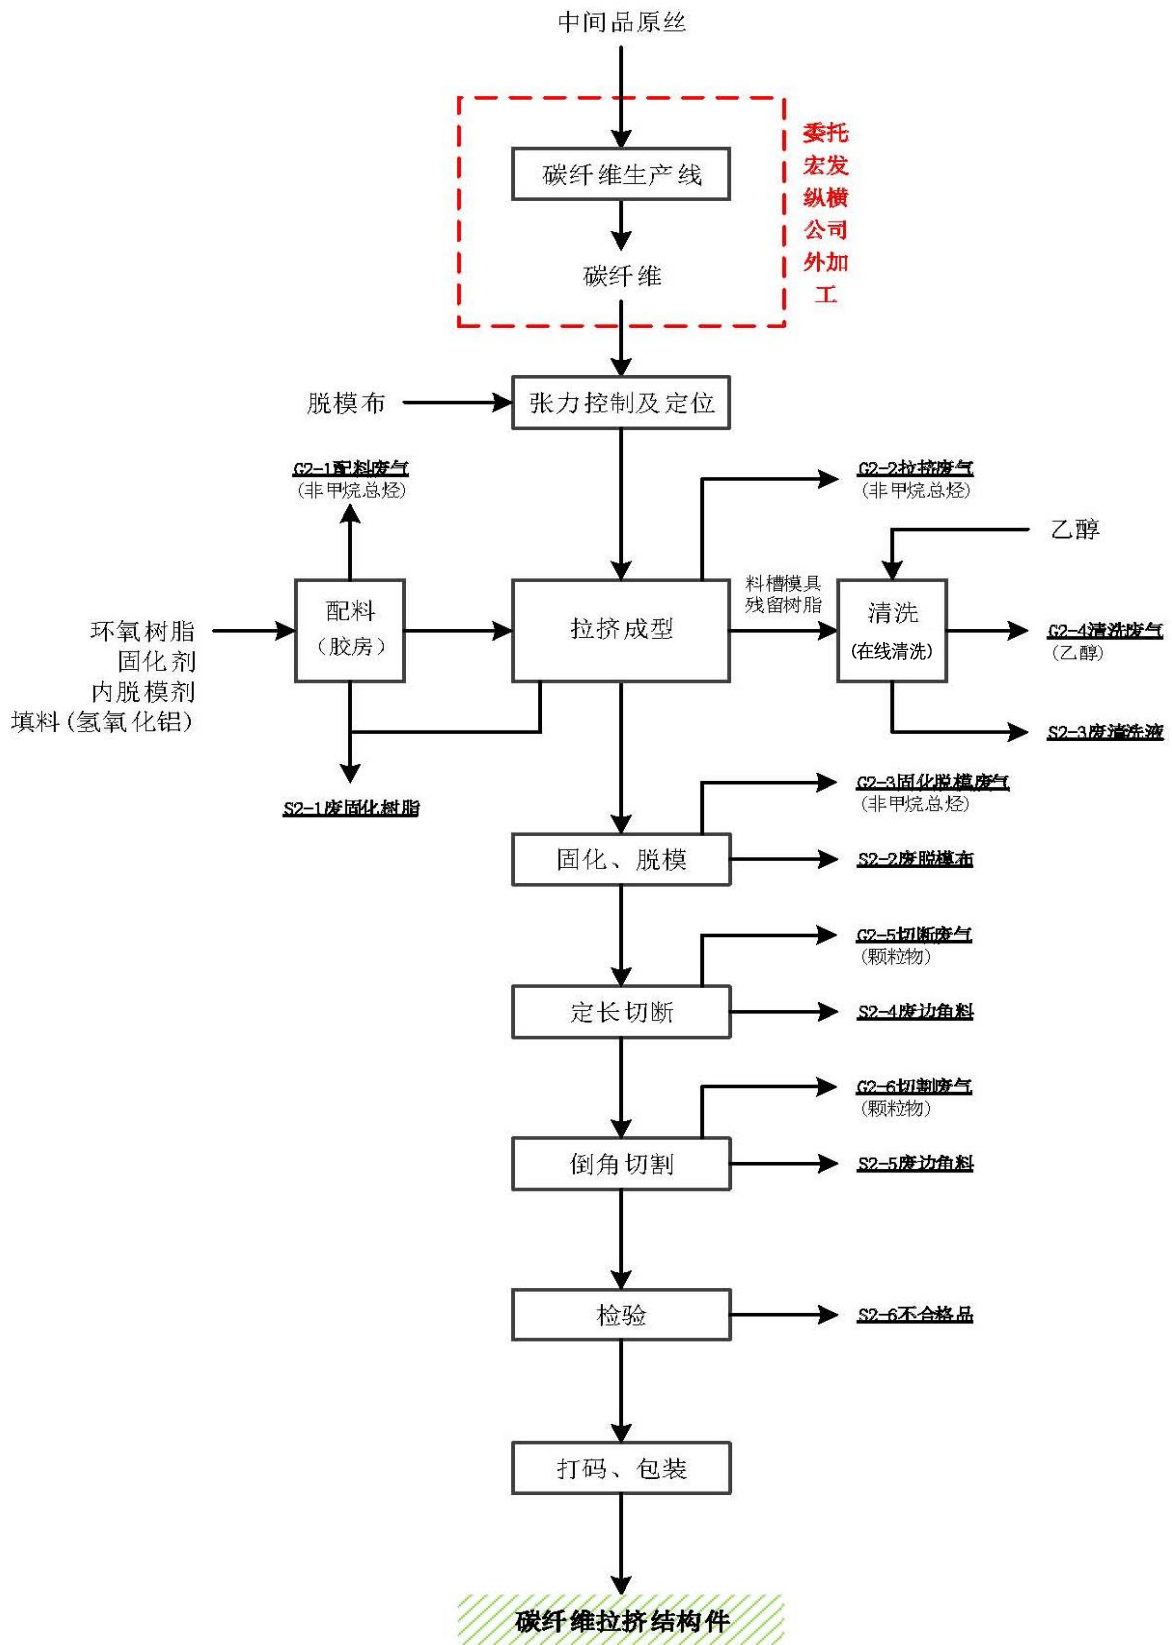 中间品原丝
碳纤维生产线
碳纤维
委托
宏发
纵横
公司
外加
工
脱模布
张力控制及定位
G2-1配料废气
(非甲烷总烃)
G2-2拉挤废气
(非甲烷总烃)
乙醇
环氧树脂
固化剂
内脱模剂
填料(氢氧化铝)
配料
(胶房)
拉挤成型
料槽模具
残留树脂
清洗
(在线清洗)
G2-4清洗废气
(乙醇)
S2-3废清洗液
S2-1废固化树脂
G2-3固化脱模废气
(非甲烷总烃)
固化、脱模
S2-2废脱模布
G2-5切断废气
(颗粒物)
定长切断
S2-4废边角料
G2-6切割废气
(颗粒物)
倒角切割
S2-5废边角料
检验
S2-6不合格品
打码、包装
碳纤维拉挤结构件